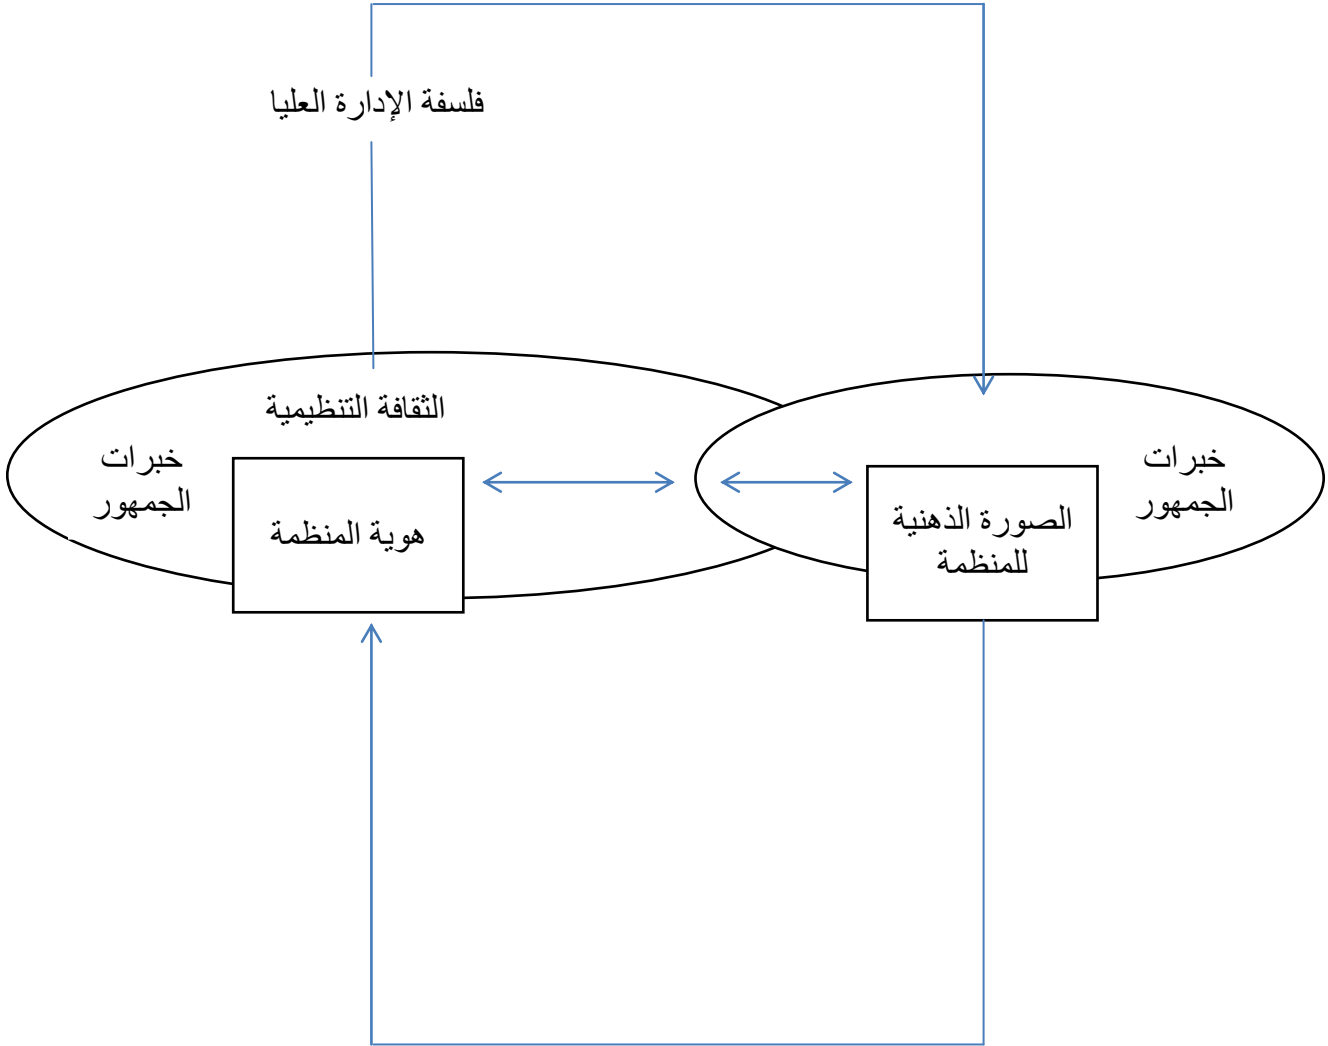 فلسفة الإدارة العليا
الثقافة التنظيمية
خبرات
الجمهور
هوية المنظمة
خبرات
الجمهور
الصورة الذهنية
للمنظمة